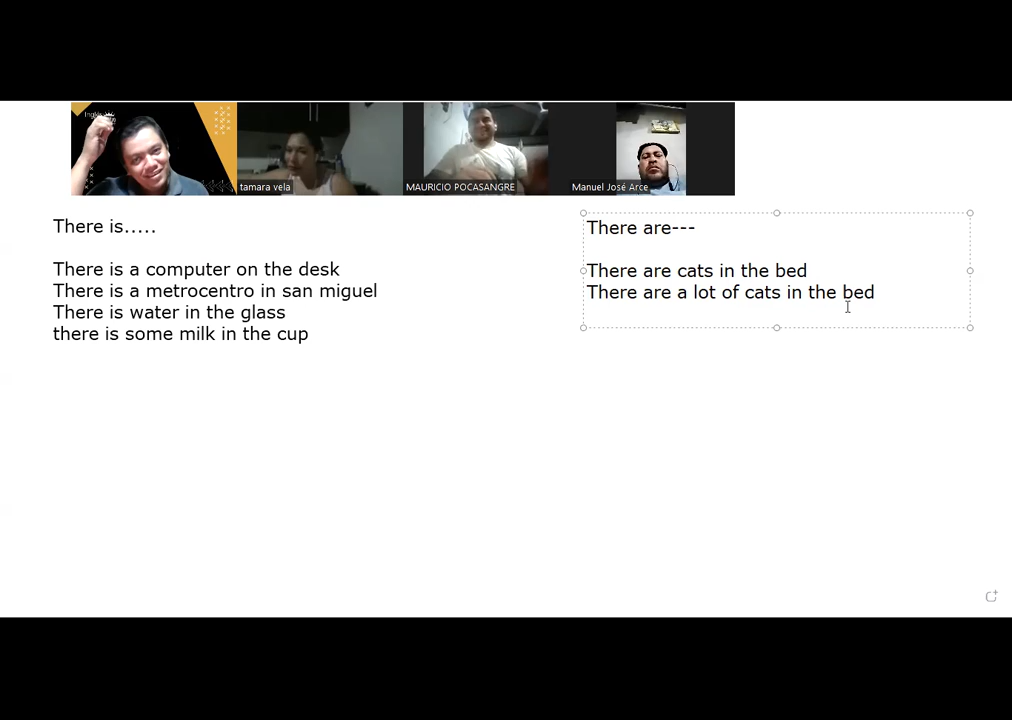 tamara vela
MAURICIO POCASANGRE
Manuel José Arce
There is.....
There is a computer on the desk
There is a metrocentro in san miguel
There is water in the glass
there is some milk in the cup
There are---
There are cats in the bed
There are a lot of cats in the bed